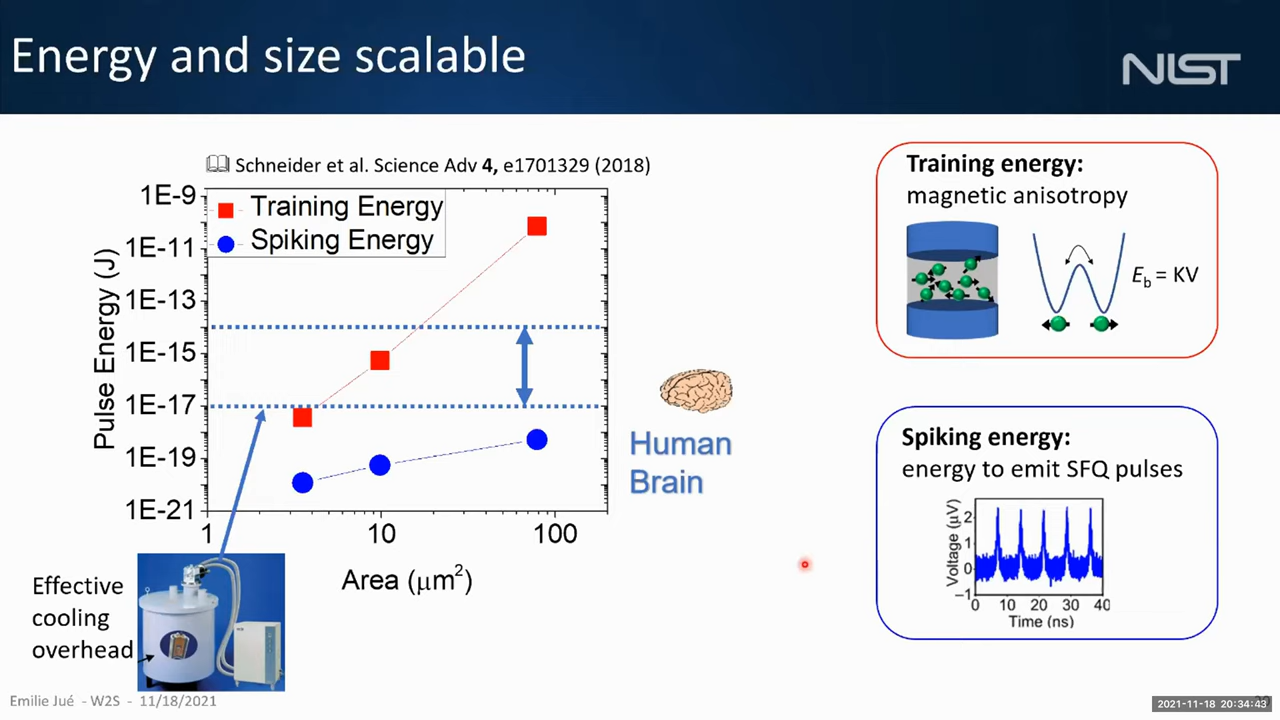 Energy and size scalable
NIST
Schneider et al. Science Adv 4, e1701329 (2018)
Training Energy
Spiking Energy
Pulse Energy (J)
1E-9
1E-11
1E-13
1E-15
1E-17
1E-19
1E-21
1
10
100
Area (μm²)
Human
Brain
Effective
cooling
overhead
Training energy:
magnetic anisotropy
Eb = KV
Spiking energy:
energy to emit SFQ pulses
Voltage (μV)
2
1
0
−1
0 10 20 30 40
Time (ns)
Emilie Jué - W2S - 11/18/2021
2021-11-18 20:34:43